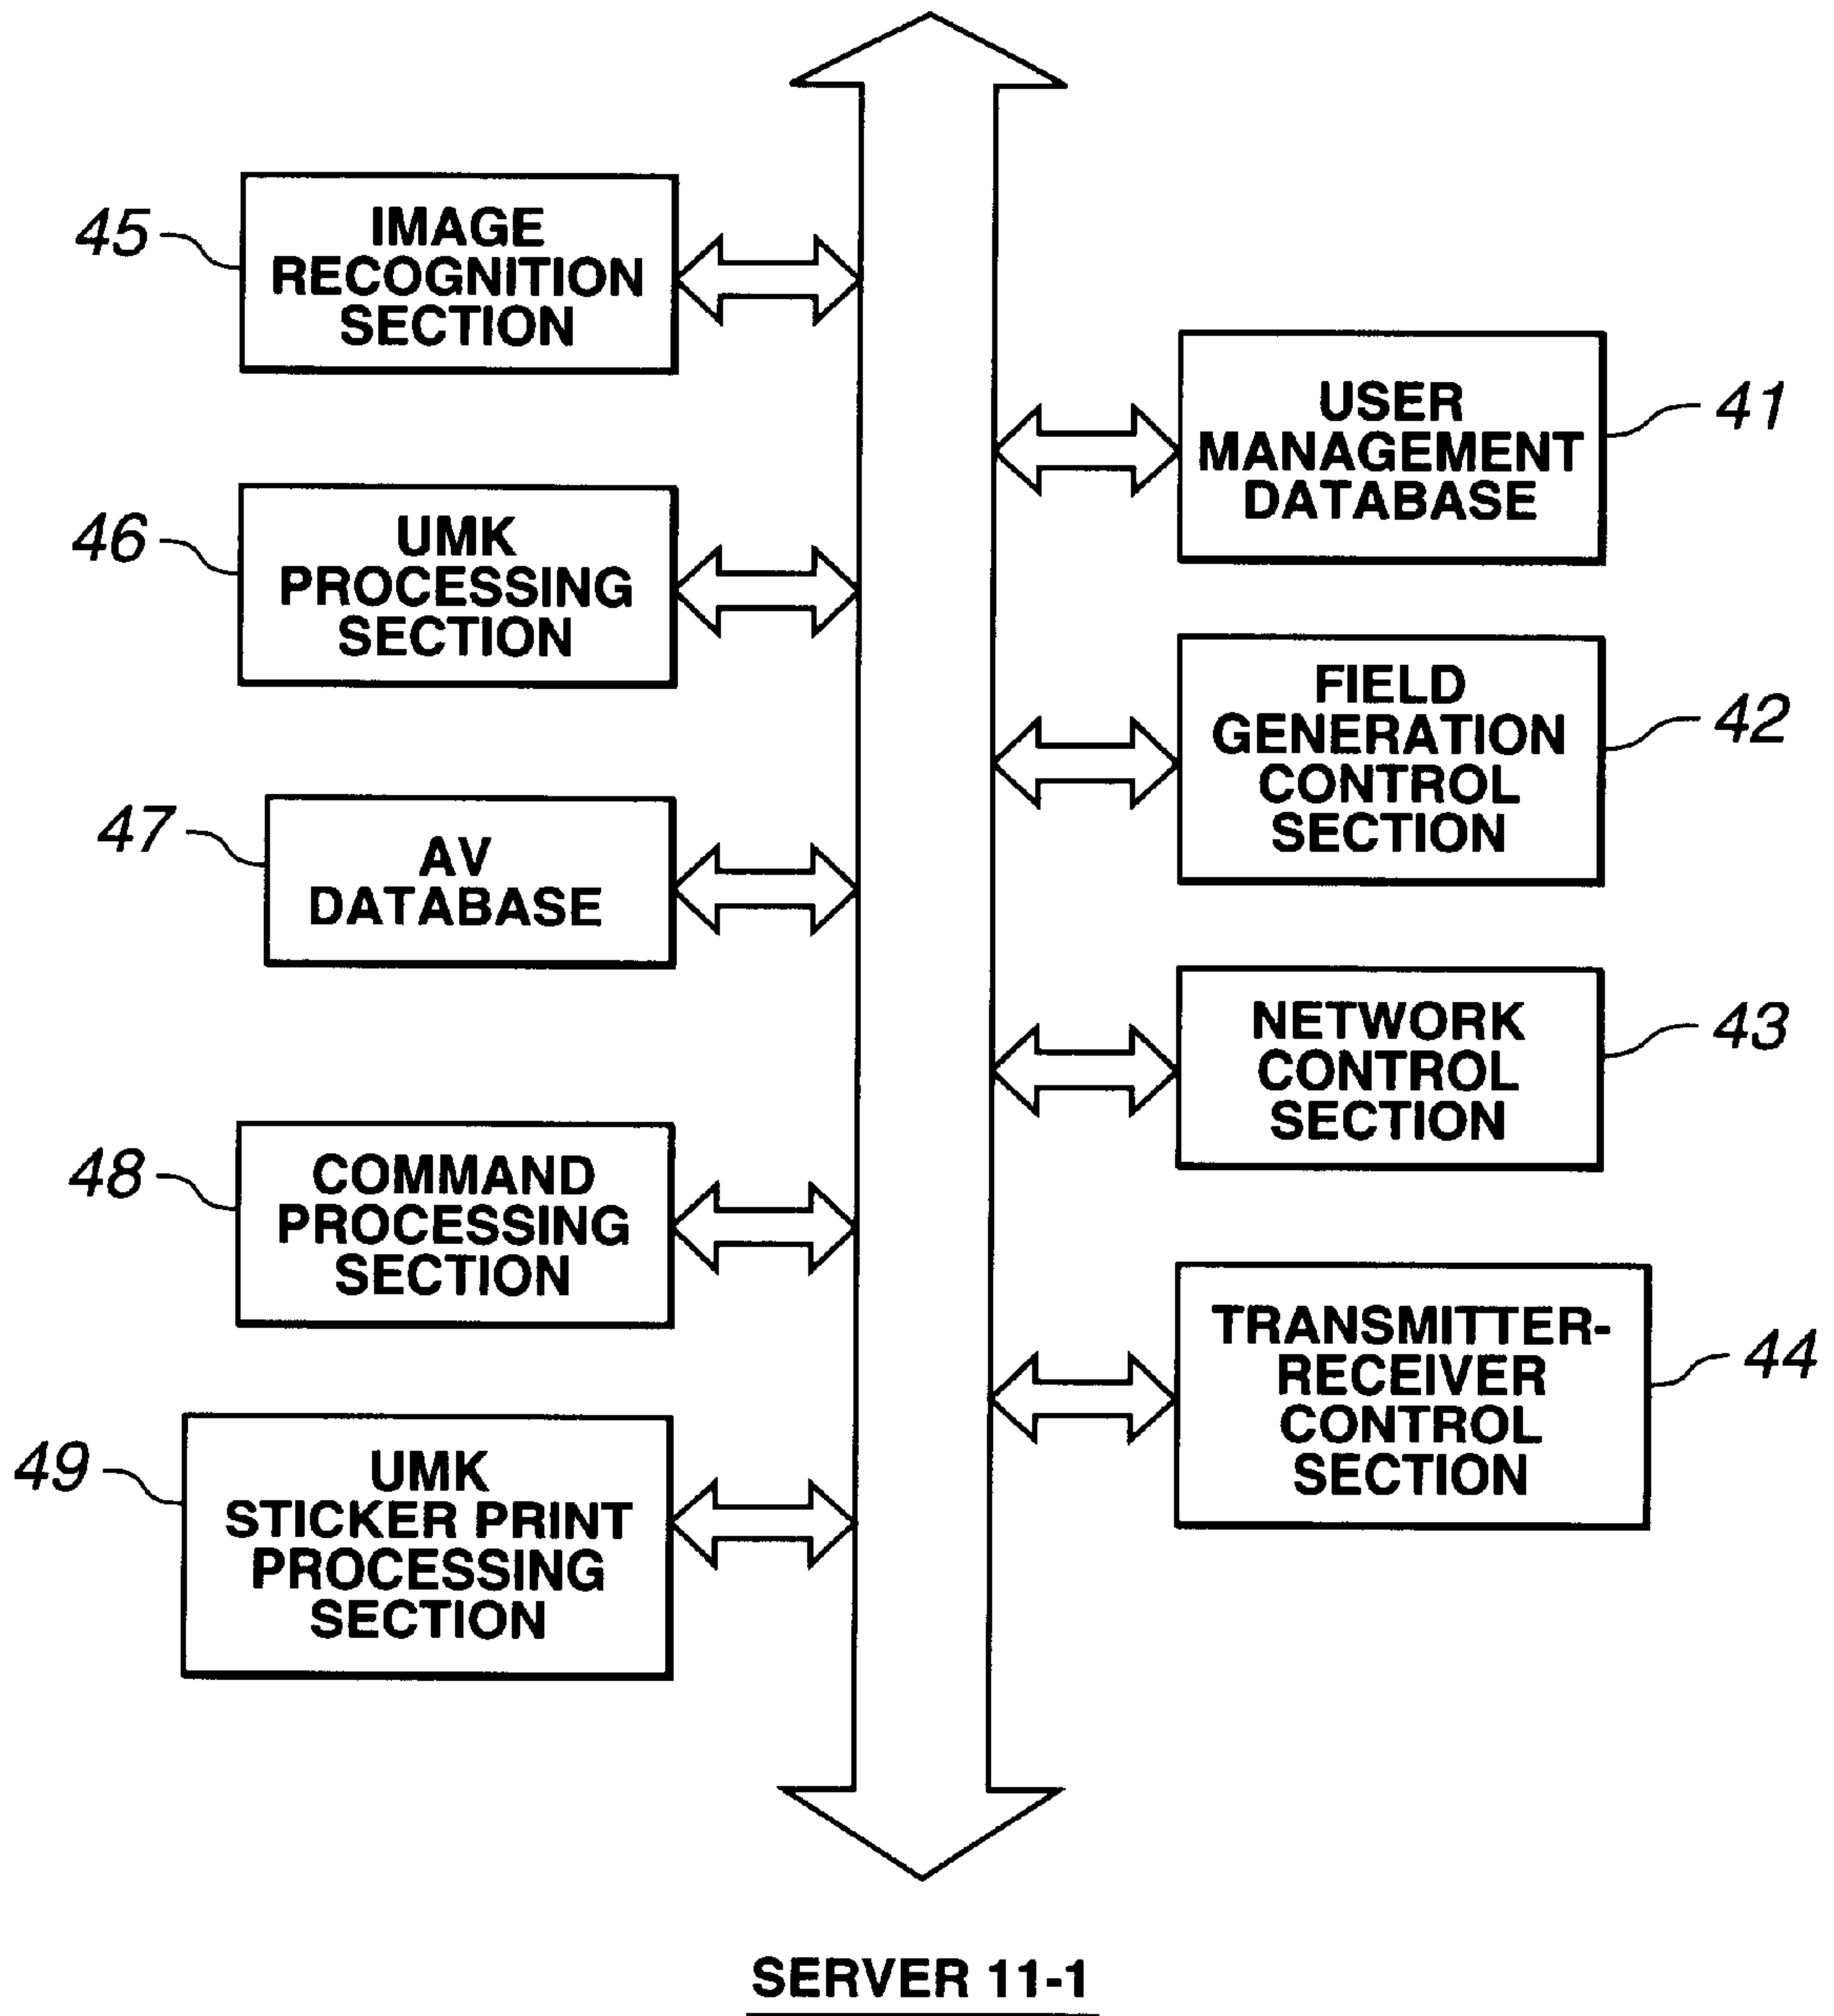 45
IMAGE
RECOGNITION
SECTION
USER
MANAGEMENT
DATABASE
41
46
UMK
PROCESSING
SECTION
FIELD
GENERATION
CONTROL
SECTION
42
47
AV
DATABASE
NETWORK
CONTROL
SECTION
43
48
COMMAND
PROCESSING
SECTION
TRANSMITTER-
RECEIVER
CONTROL
SECTION
44
49
UMK
STICKER PRINT
PROCESSING
SECTION
SERVER 11-1